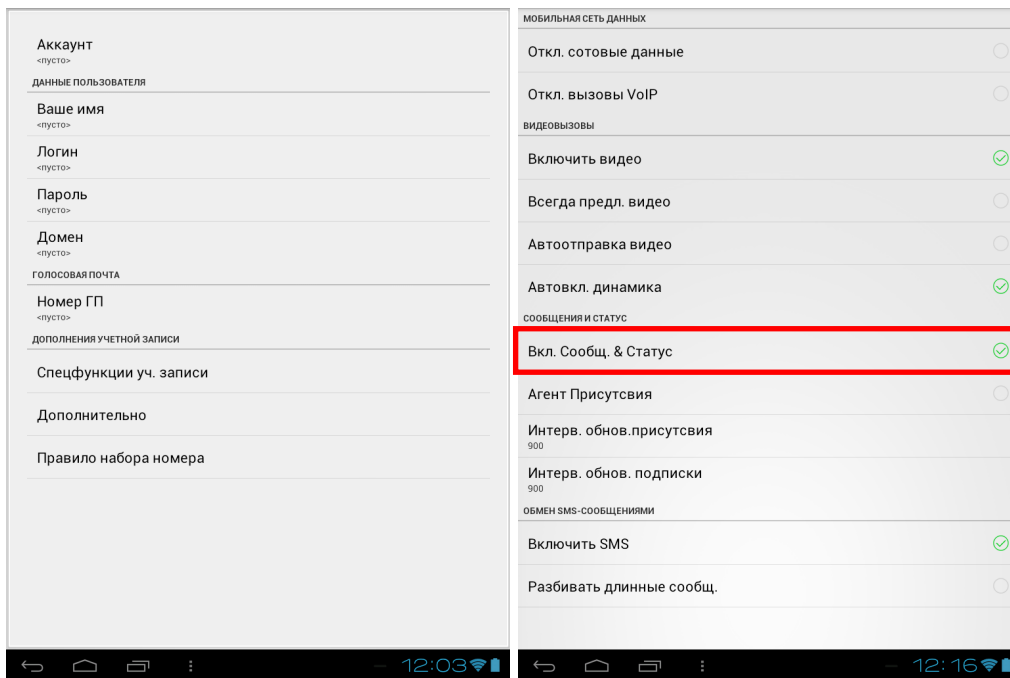 Аккаунт
<пусто>
ДАННЫЕ ПОЛЬЗОВАТЕЛЯ
Ваше имя
<пусто>
Логин
<пусто>
Пароль
<пусто>
Домен
<пусто>
ГОЛОСОВАЯ ПОЧТА
Номер ГП
<пусто>
ДОПОЛНЕНИЯ УЧЕТНОЙ ЗАПИСИ
Спецфункции уч. записи
Дополнительно
Правило набора номера
12:03
МОБИЛЬНАЯ СЕТЬ ДАННЫХ
Откл. сотовые данные
Откл. вызовы VoIP
ВИДЕОВЫЗОВЫ
Включить видео
Всегда предл. видео
Автоотправка видео
Автовкл. динамика
СООБЩЕНИЯ И СТАТУС
Вкл. Сообщ. & Статус
Агент Присутсвия
Интерв. обнов.присутсвия
900
Интерв. обнов. подписки
900
ОБМЕН SMS-СООБЩЕНИЯМИ
Включить SMS
Разбивать длинные сообщ.
12:16